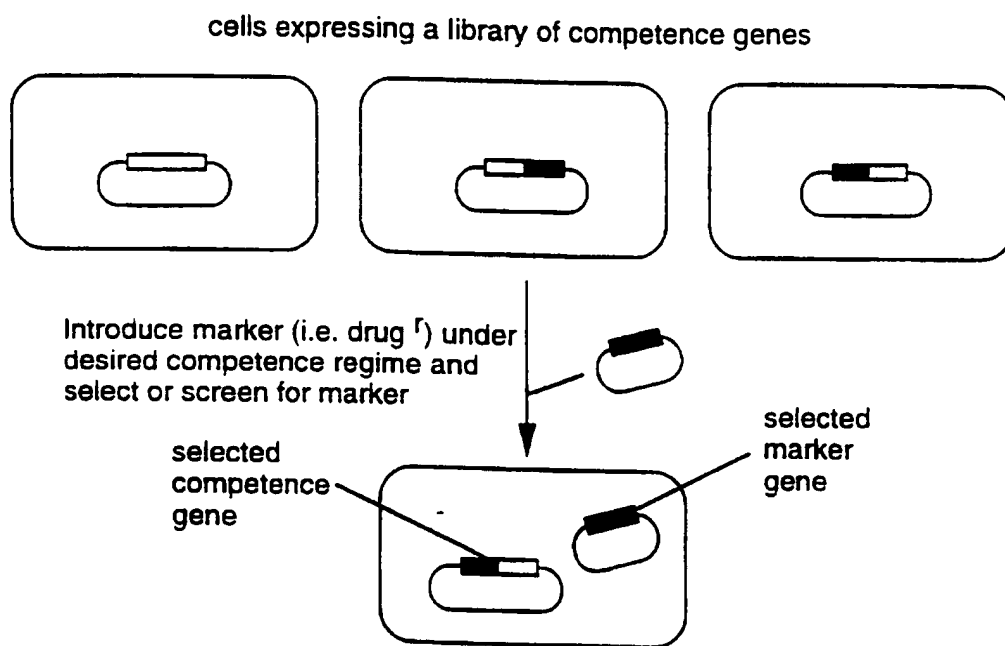 cells expressing a library of competence genes
Introduce marker (i.e. drug ʳ) under
desired competence regime and
select or screen for marker
selected
marker
gene
selected
competence
gene